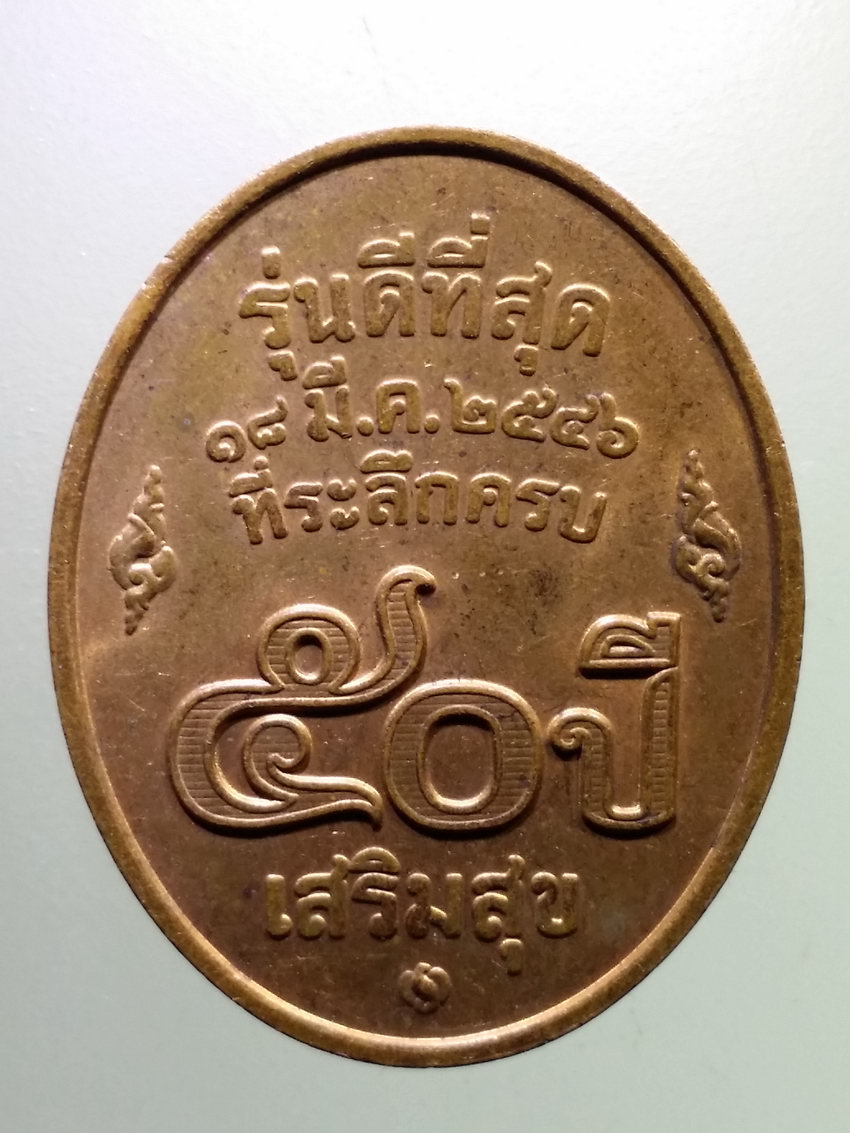 รุ่นดีที่สุด
๑๘ มี.ค.๒๕๔๖
ที่ระลึกครบ
๕๐ปี
เสริมสุข